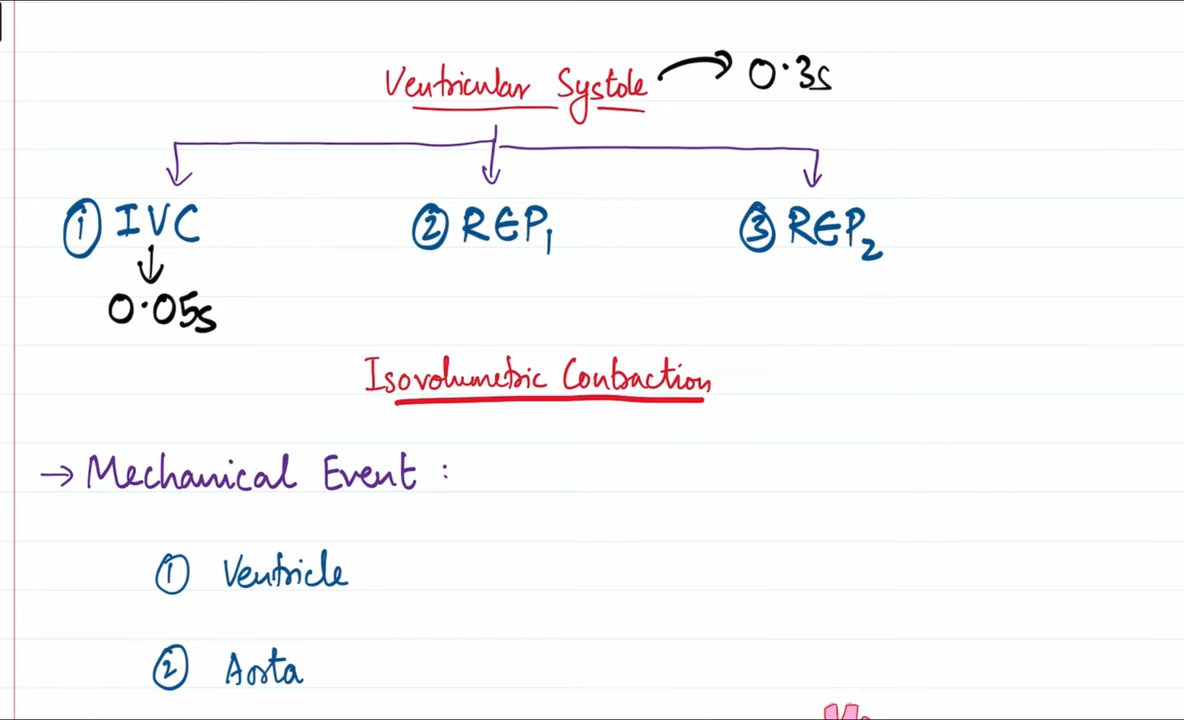 Ventricular Systole → 0.3s
① IVC ② REP₁ ③ REP₂
↓
0.05s
Isovolumetric Contraction
→ Mechanical Event :
① Ventricle
② Aorta